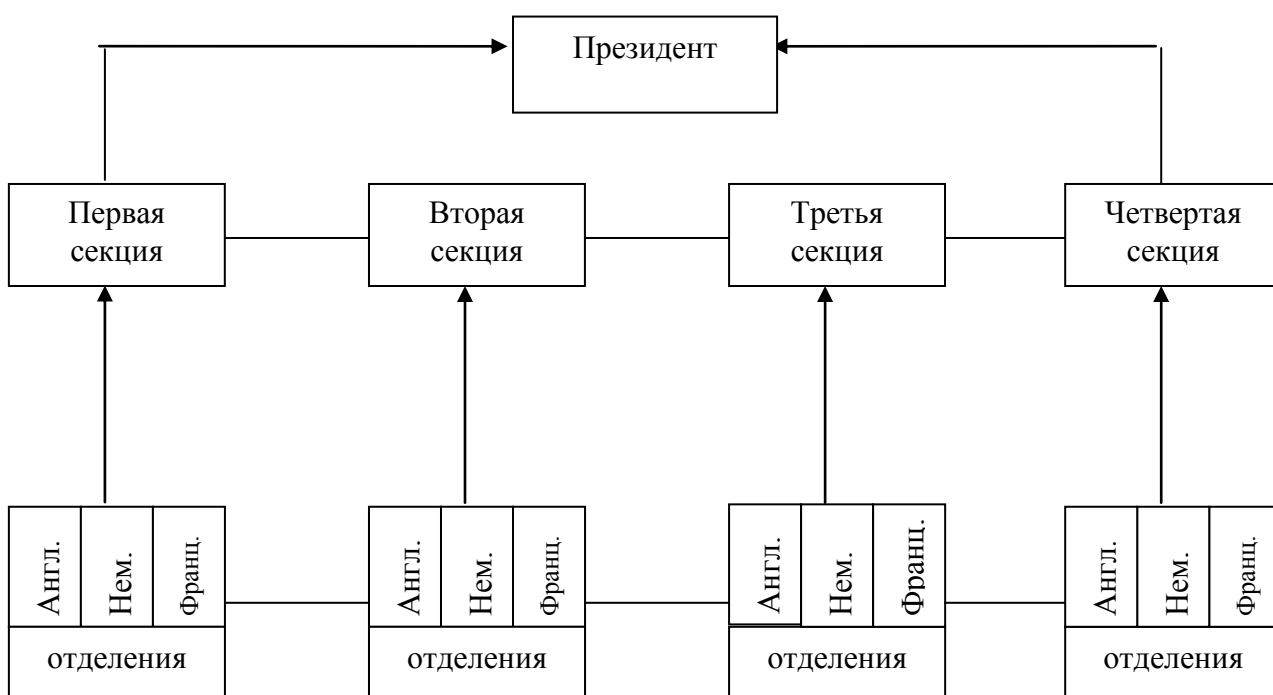 Президент
Первая
секция
Вторая
секция
Третья
секция
Четвертая
секция
Англ.
Нем.
Франц.
отделения
Англ.
Нем.
Франц.
отделения
Англ.
Нем.
Франц.
отделения
Англ.
Нем.
Франц.
отделения